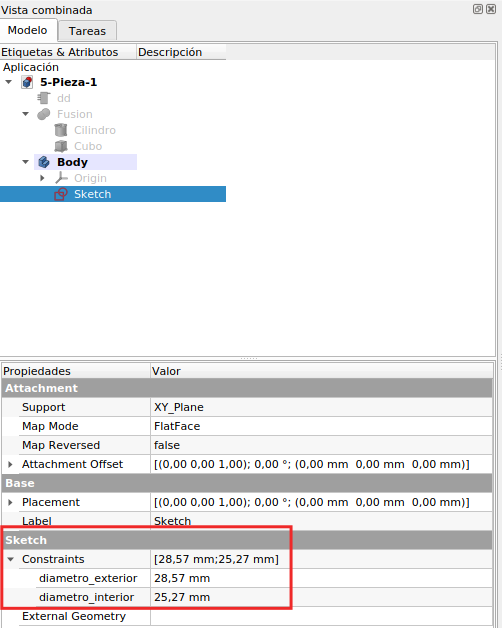 Vista combinada
Modelo Tareas
Etiquetas & Atributos Descripción
Aplicación
5-Pieza-1
dd
Fusion
Cilindro
Cubo
Body
Origin
Sketch
Propiedades Valor
Attachment
Support XY_Plane
Map Mode FlatFace
Map Reversed false
Attachment Offset [(0,00 0,00 1,00); 0,00 °; (0,00 mm 0,00 mm 0,00 mm)]
Base
Placement [(0,00 0,00 1,00); 0,00 °; (0,00 mm 0,00 mm 0,00 mm)]
Label Sketch
Sketch
Constraints [28,57 mm;25,27 mm]
diametro_exterior 28,57 mm
diametro_interior 25,27 mm
External Geometry